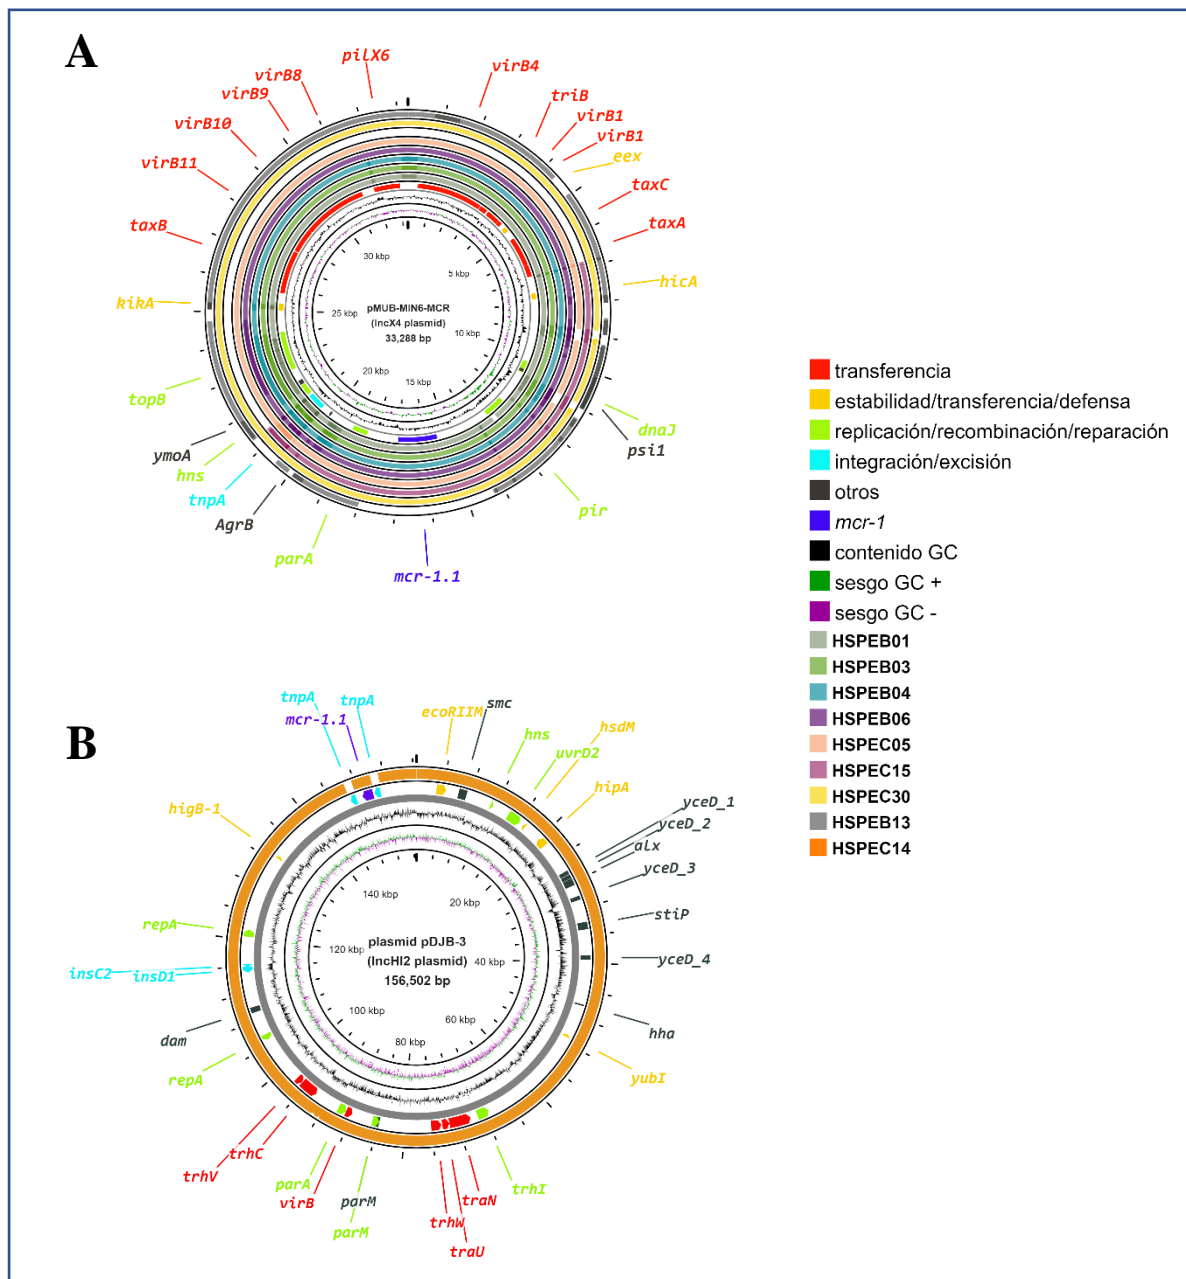 A
pilX6
virB4
virB8
triB
virB9
virB1
virB10
virB1
eex
virB11
taxC
taxB
taxA
30 kbp
5 kbp
hicA
kikA
pMUB-MIN6-MCR
25 kbp
(IncX4 plasmid)
10 kbp
33,288 bp
20 kbp
15 kbp
topB
dnaJ
ymoA
psi1
hns
tnpA
pir
AgrB
parA
mcr-1.1
transferencia
estabilidad/transferencia/defensa
replicación/recombinación/reparación
integración/excisión
otros
mcr-1
contenido GC
sesgo GC +
sesgo GC -
HSPEB01
HSPEB03
HSPEB04
HSPEB06
HSPEC05
HSPEC15
HSPEC30
HSPEB13
HSPEC14
B
tnpA
tnpA
mcr-1.1
ecoRIIM
smc
hsdM
hns
uvrD2
hipA
higB-1
yceD_1
yceD_2
alx
yceD_3
140 kbp
20 kbp
stiP
repA
plasmid pDJB-3
120 kbp
(IncHI2 plasmid)
40 kbp
156,502 bp
yceD_4
insC2
insD1
100 kbp
60 kbp
80 kbp
hha
dam
yubI
repA
trhC
trhV
parA
virB
parM
parM
trhI
traN
trhW
traU